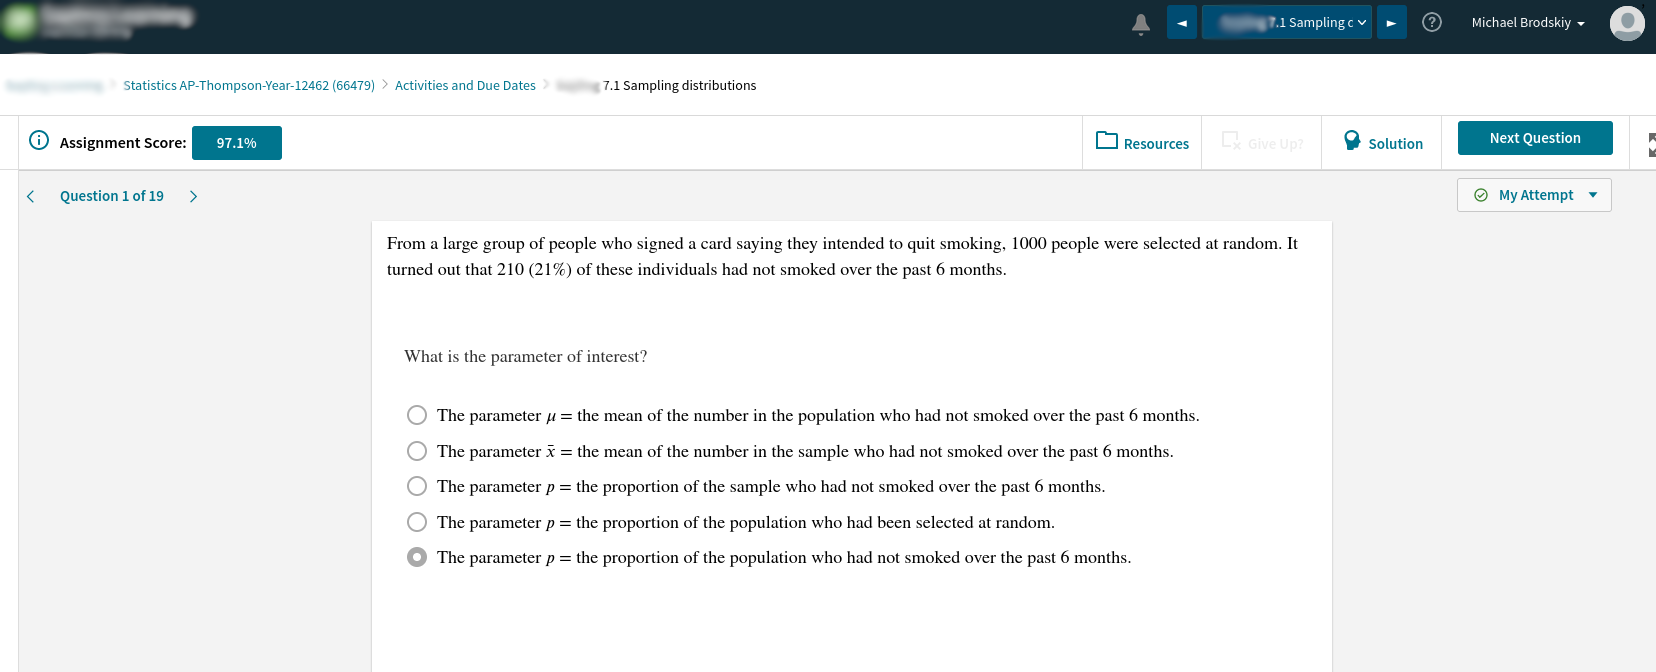 7.1 Sampling c
Michael Brodskiy
Statistics AP-Thompson-Year-12462 (66479) > Activities and Due Dates > 7.1 Sampling distributions
Assignment Score: 97.1%
Resources
Give Up?
Solution
Next Question
Question 1 of 19
My Attempt
From a large group of people who signed a card saying they intended to quit smoking, 1000 people were selected at random. It
turned out that 210 (21%) of these individuals had not smoked over the past 6 months.
What is the parameter of interest?
The parameter μ = the mean of the number in the population who had not smoked over the past 6 months.
The parameter x̄ = the mean of the number in the sample who had not smoked over the past 6 months.
The parameter p = the proportion of the sample who had not smoked over the past 6 months.
The parameter p = the proportion of the population who had been selected at random.
The parameter p = the proportion of the population who had not smoked over the past 6 months.